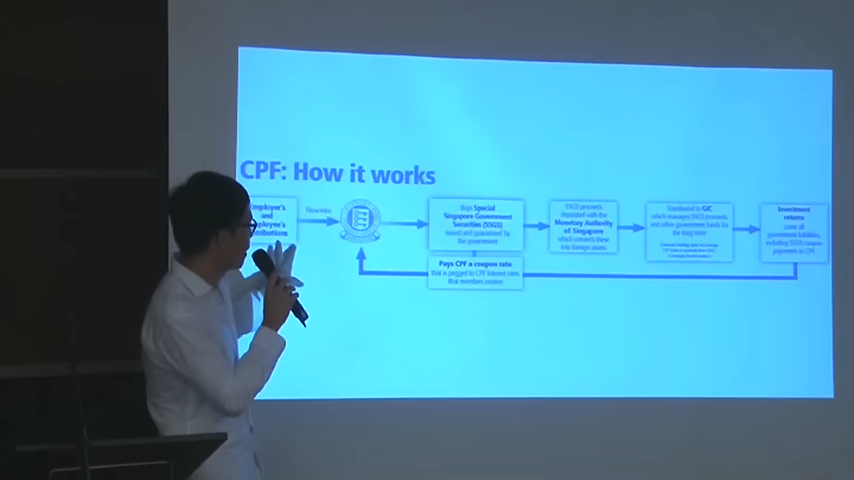 CPF: How it works
Employer's
and
Employee's
Contributions
Flows into
Buys Special
Singapore Government
Securities (SSGS)
issued and guaranteed by
the government
SSGS proceeds
deposited with the
Monetary Authority
of Singapore
which converts these
into foreign assets
Transferred to GIC
which manages SSGS proceeds
and other government funds for
the long term
Investment
returns
cover all
government liabilities,
including SSGS coupon
payments to CPF
Pays CPF a coupon rate
that is pegged to CPF interest rates
that members receive